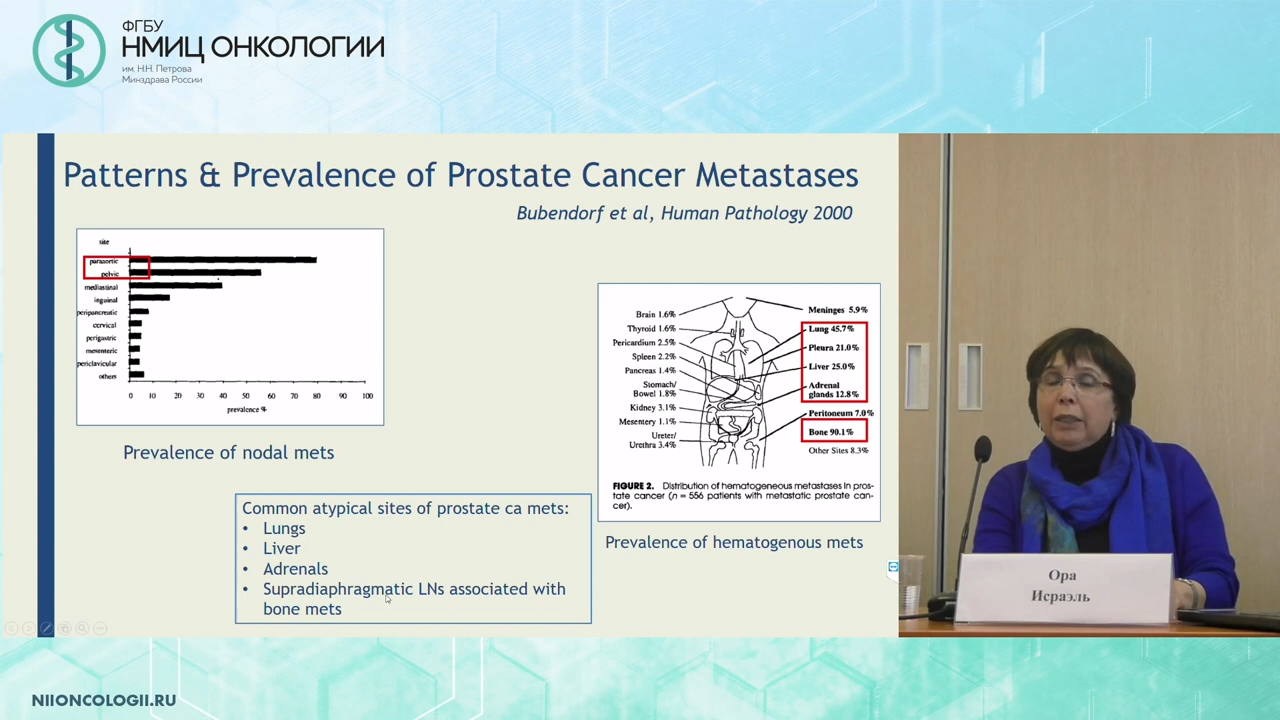 ФГБУ
НМИЦ ОНКОЛОГИИ
им. Н.Н. Петрова
Минздрава России
Patterns & Prevalence of Prostate Cancer Metastases
Bubendorf et al, Human Pathology 2000
site
paraaortic
pelvic
mediastinal
inguinal
peripancreatic
cervical
perigastric
mesenteric
periclavicular
others
0 10 20 30 40 50 60 70 80 90 100
prevalence %
Prevalence of nodal mets
Brain 1.6%
Thyroid 1.6%
Pericardium 2.5%
Spleen 2.2%
Pancreas 1.4%
Stomach/
Bowel 1.8%
Kidney 3.1%
Mesentery 1.1%
Ureter/
Urethra 3.4%
Meninges 5.9%
Lung 45.7%
Pleura 21.0%
Liver 25.0%
Adrenal
glands 12.8%
Peritoneum 7.0%
Bone 90.1%
Other Sites 8.3%
FIGURE 2. Distribution of hematogeneous metastases in pros-
tate cancer (n = 556 patients with metastatic prostate can-
cer).
Prevalence of hematogenous mets
Common atypical sites of prostate ca mets:
• Lungs
• Liver
• Adrenals
• Supradiaphragmatic LNs associated with
bone mets
Ора
Исраэль
NIIONCOLOGII.RU